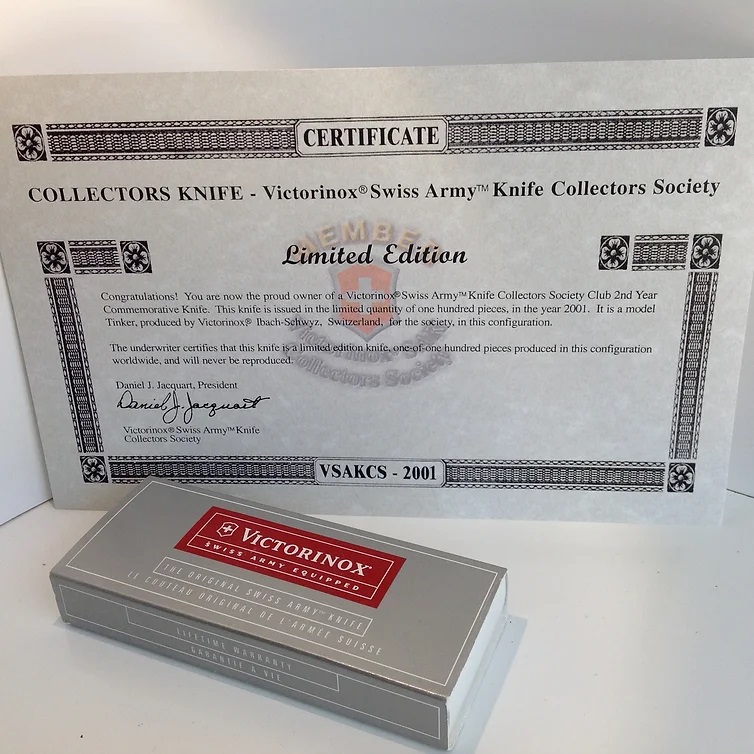 CERTIFICATE
COLLECTORS KNIFE - Victorinox® Swiss Army™ Knife Collectors Society
MEMBER
Limited Edition
Congratulations! You are now the proud owner of a Victorinox® Swiss Army™ Knife Collectors Society Club 2nd Year
Commemorative Knife. This knife is issued in the limited quantity of one hundred pieces, in the year 2001. It is a model
Tinker, produced by Victorinox® Ibach-Schwyz, Switzerland, for the society, in this configuration.
The underwriter certifies that this knife is a limited edition knife, one-of-one hundred pieces produced in this configuration
worldwide, and will never be reproduced.
Collectors Society
Daniel J. Jacquart, President
Daniel J. Jacquart
Victorinox® Swiss Army™ Knife
Collectors Society
VSAKCS - 2001
VICTORINOX®
SWISS ARMY EQUIPPED
THE ORIGINAL SWISS ARMY™ KNIFE
LE COUTEAU ORIGINAL DE L'ARMÉE SUISSE
LIFETIME WARRANTY
GARANTIE À VIE